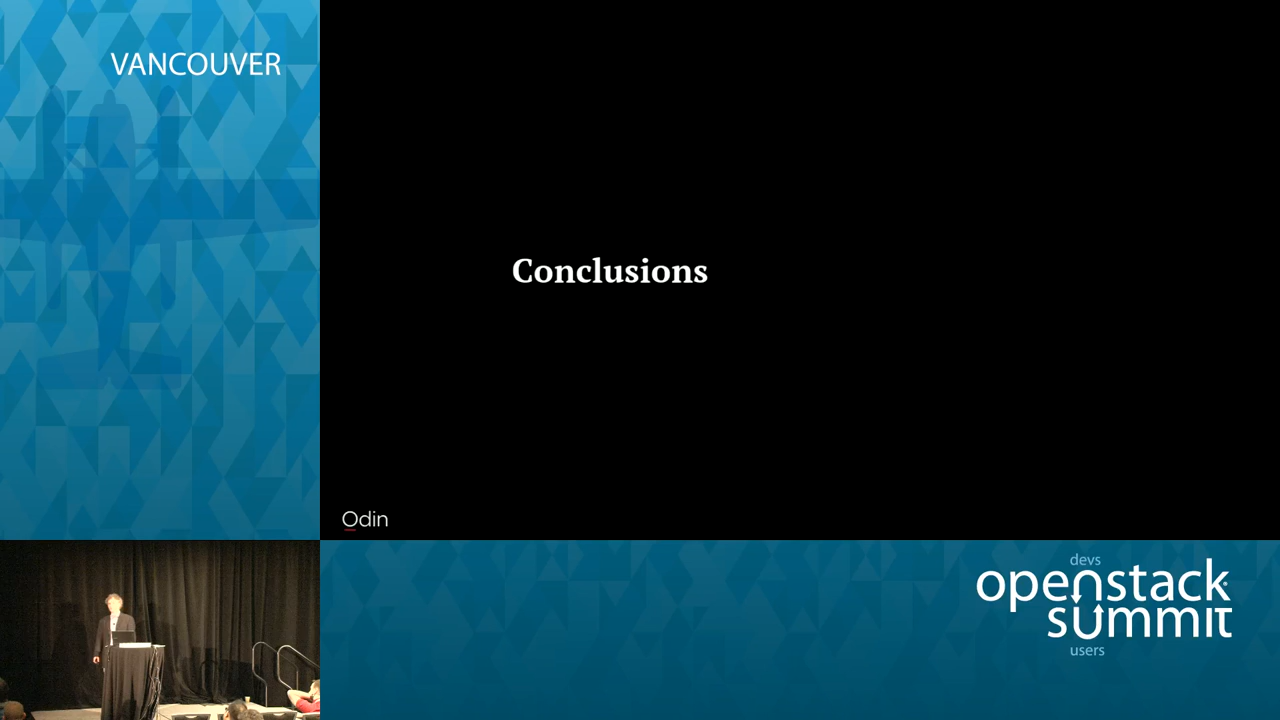 VANCOUVER
Conclusions
Odin
devs
openstack
summit
users